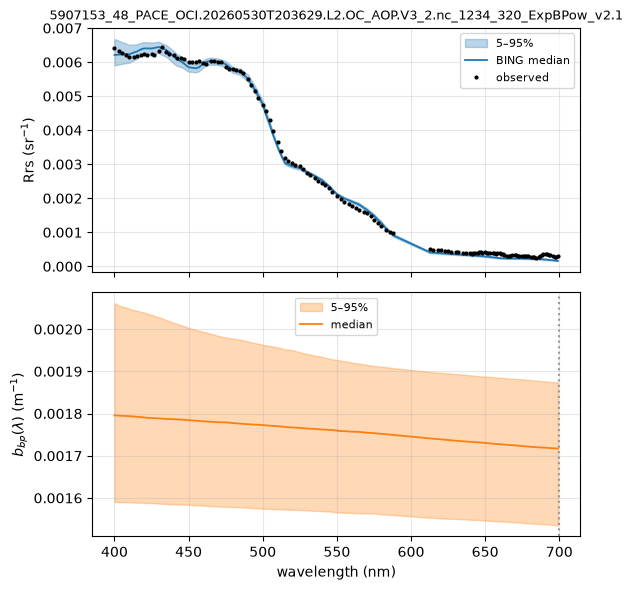 5907153_48_PACE_OCI.20260530T203629.L2.OC_AOP.V3_2.nc_1234_320_ExpBPow_v2.1
0.007
0.006
0.005
0.004
0.003
0.002
0.001
0.000
Rrs (sr⁻¹)
5–95%
BING median
observed
0.0020
0.0019
0.0018
0.0017
0.0016
b_bp(λ) (m⁻¹)
5–95%
median
400 450 500 550 600 650 700
wavelength (nm)